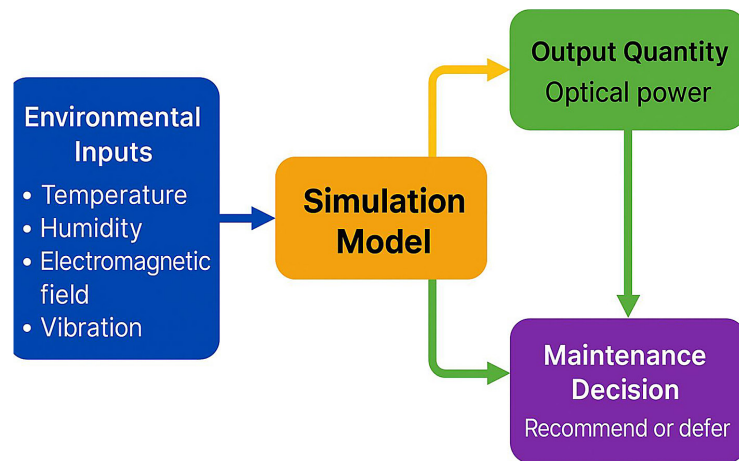 Environmental
Inputs
• Temperature
• Humidity
• Electromagnetic
field
• Vibration
Simulation
Model
Output Quantity
Optical power
Maintenance
Decision
Recommend or defer